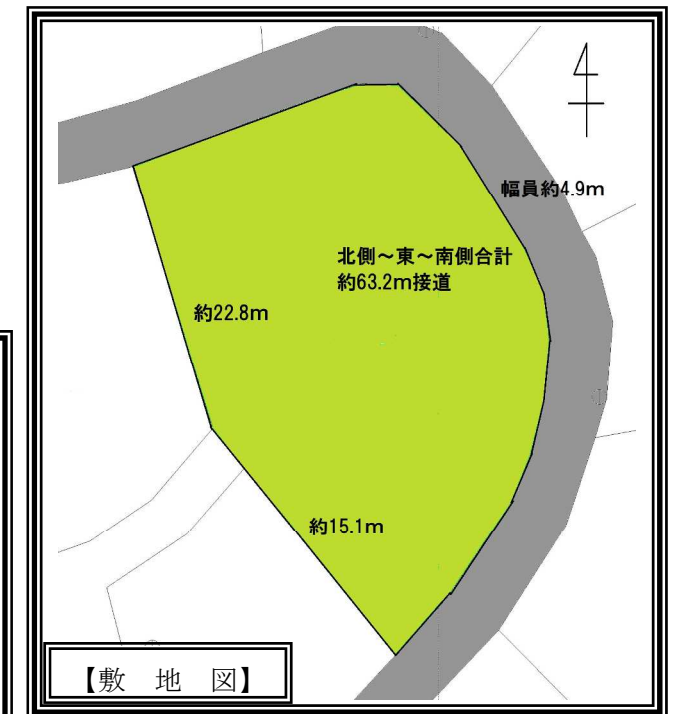 幅員約4.9m
北側～東～南側合計
約63.2m接道
約22.8m
約15.1m
【敷 地 図】